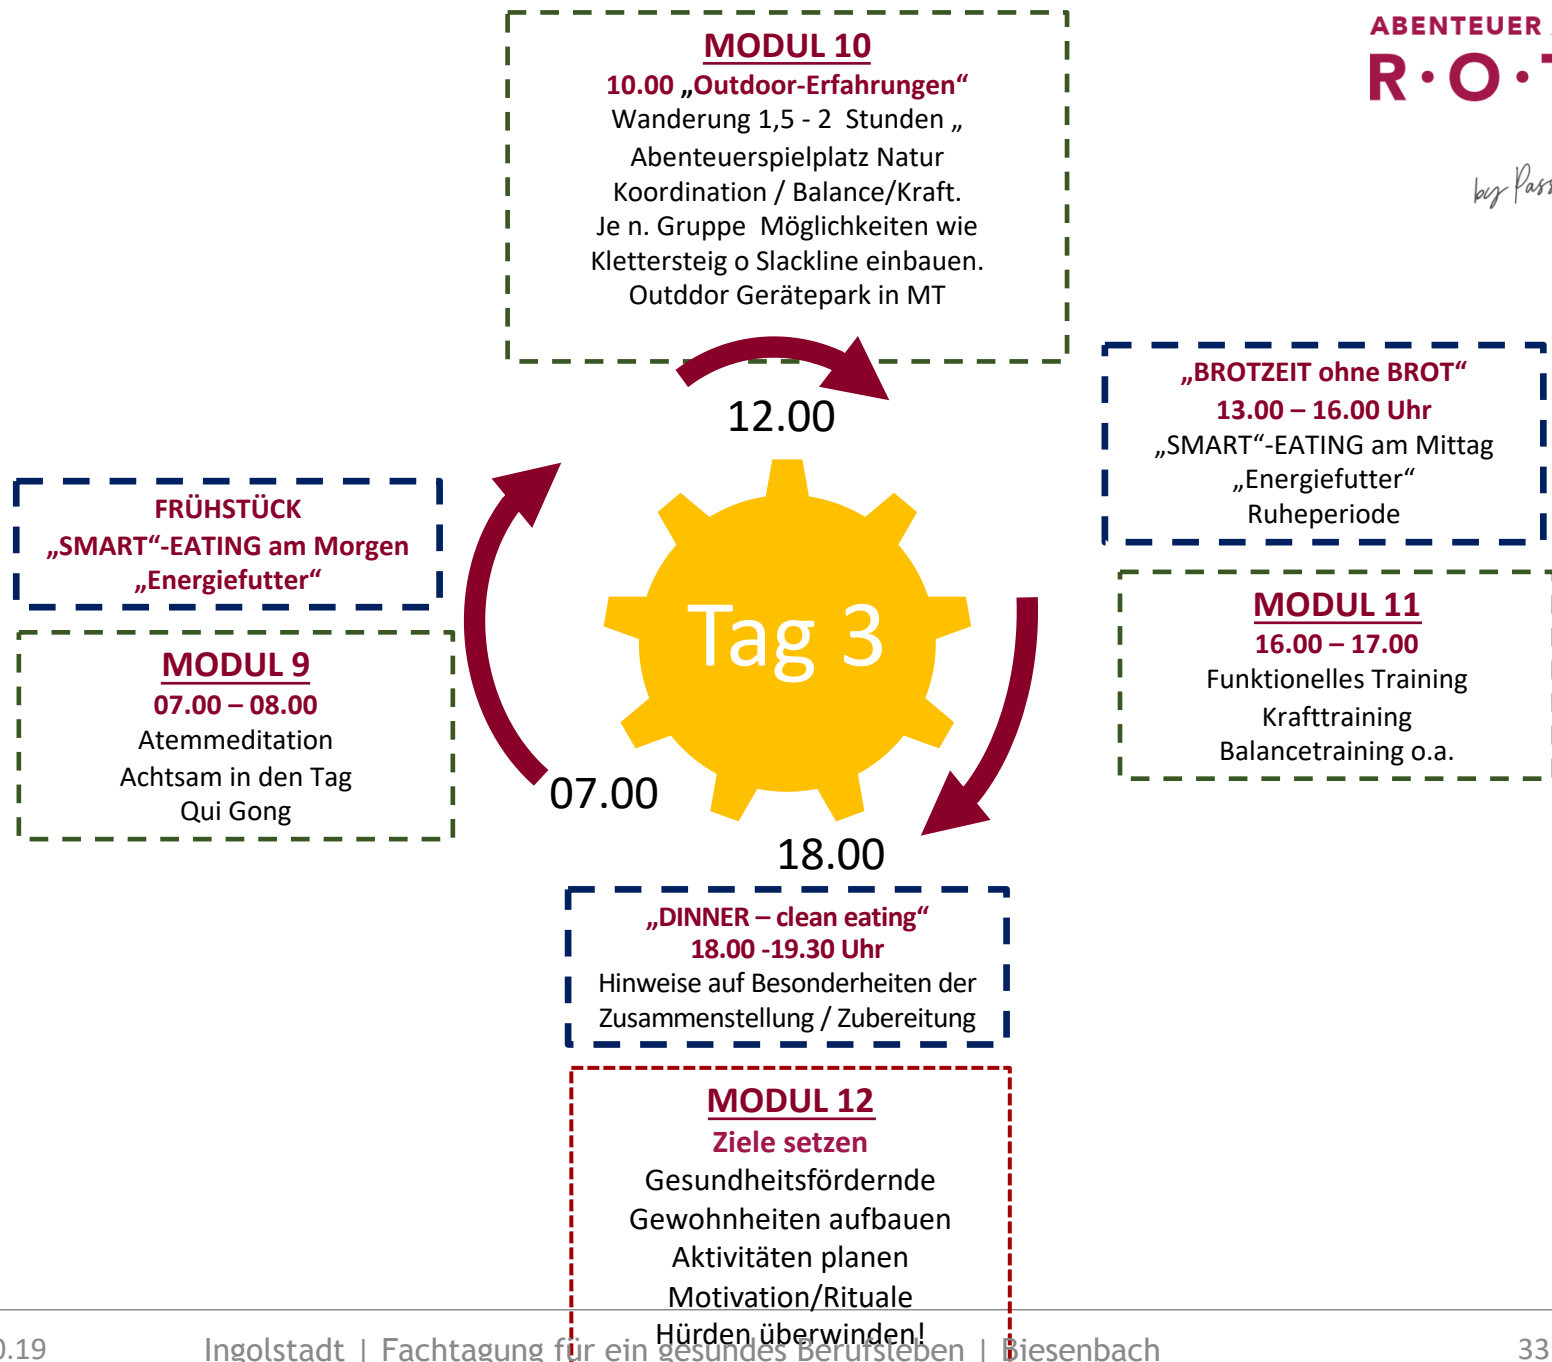 ABENTEUER
R·O·
by
MODUL 10
10.00 „Outdoor-Erfahrungen“
Wanderung 1,5 - 2  Stunden „
Abenteuerspielplatz Natur
Koordination / Balance/Kraft.
Je n. Gruppe  Möglichkeiten wie
Klettersteig o Slackline einbauen.
Outddor Gerätepark in MT
„BROTZEIT ohne BROT“
13.00 – 16.00 Uhr
„SMART“-EATING am Mittag
„Energiefutter“
Ruheperiode
12.00
FRÜHSTÜCK
„SMART“-EATING am Morgen
„Energiefutter“
Tag 3
MODUL 11
16.00 – 17.00
Funktionelles Training
Krafttraining
Balancetraining o.a.
MODUL 9
07.00 – 08.00
Atemmeditation
Achtsam in den Tag
Qui Gong
07.00
18.00
„DINNER – clean eating“
18.00 -19.30 Uhr
Hinweise auf Besonderheiten der
Zusammenstellung / Zubereitung
MODUL 12
Ziele setzen
Gesundheitsfördernde
Gewohnheiten aufbauen
Aktivitäten planen
Motivation/Rituale
Hürden überwinden!
0.19 Ingolstadt | Fachtagung für ein gesundes Berufsleben | Biesenbach 33